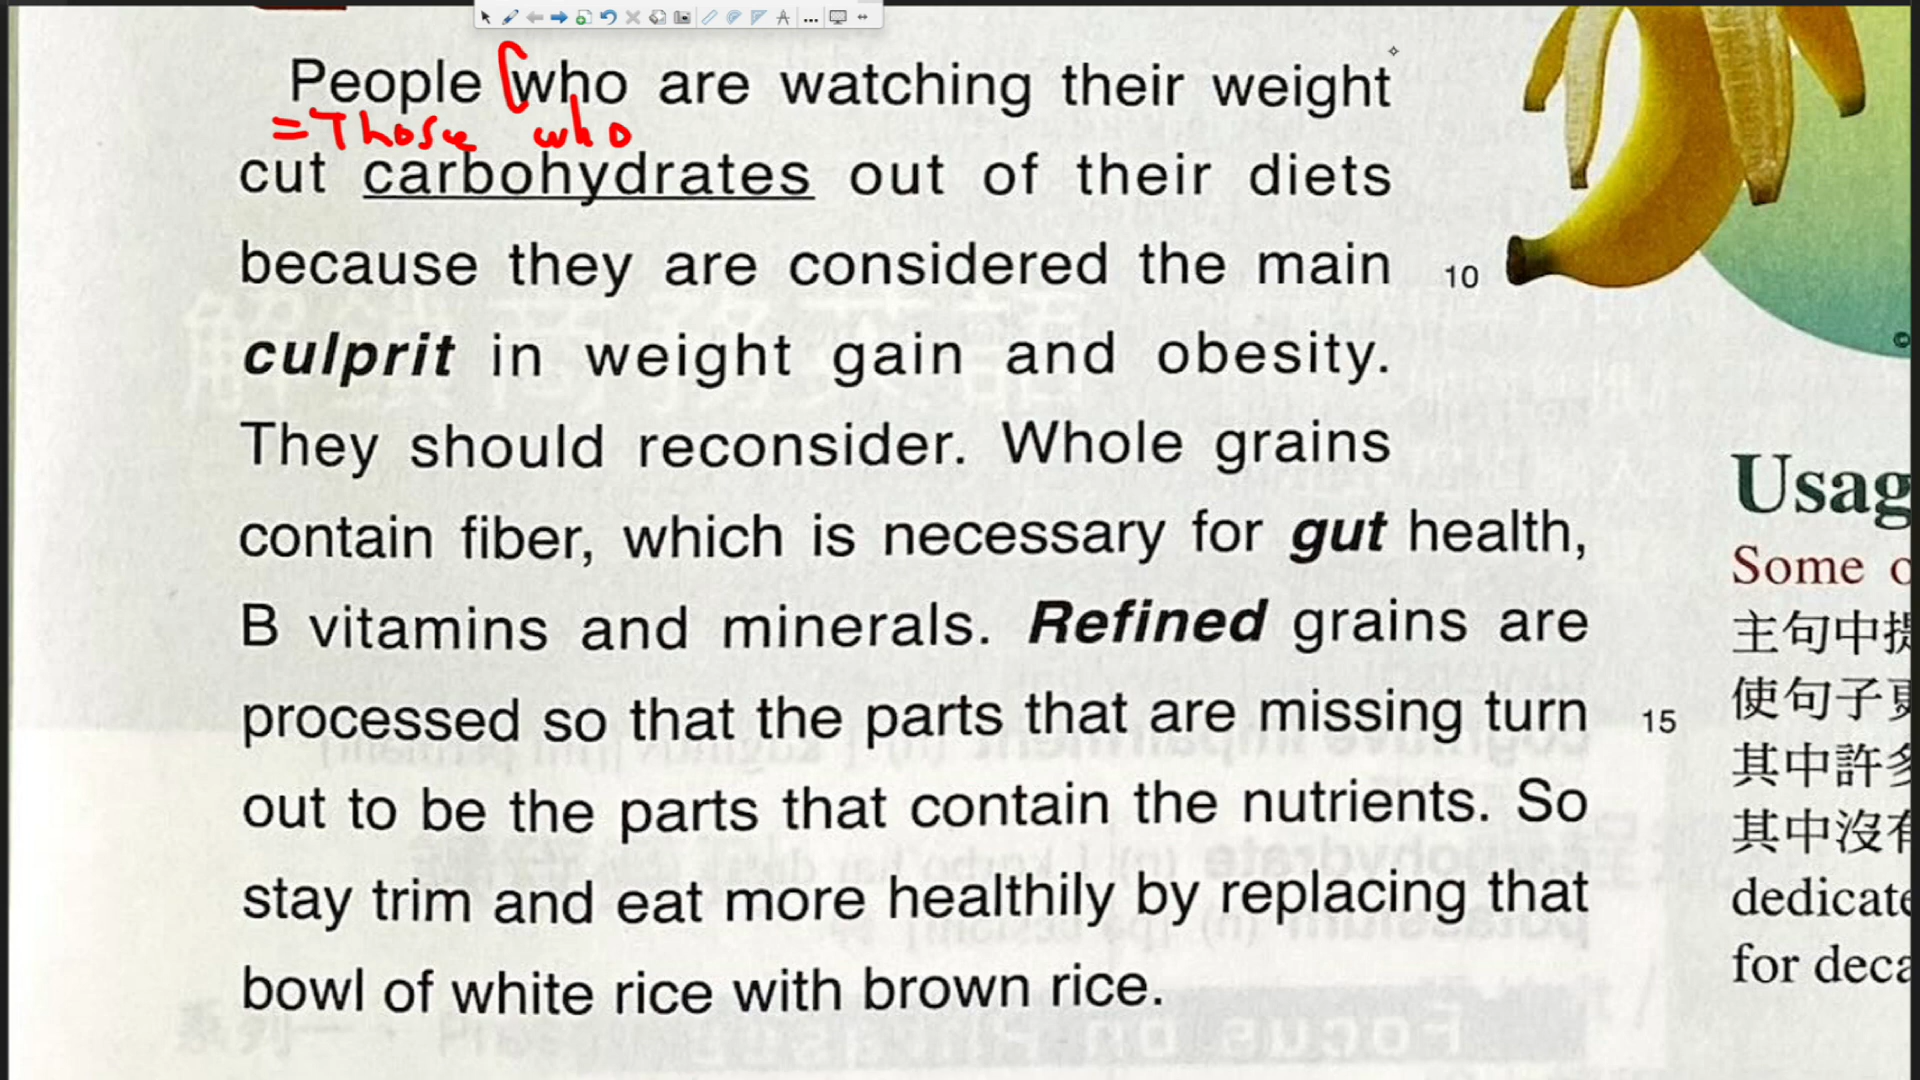 People who are watching their weight
=Those who
cut carbohydrates out of their diets
because they are considered the main
10
culprit in weight gain and obesity.
They should reconsider. Whole grains
contain fiber, which is necessary for gut health,
B vitamins and minerals. Refined grains are
processed so that the parts that are missing turn
15
out to be the parts that contain the nutrients. So
stay trim and eat more healthily by replacing that
bowl of white rice with brown rice.
Usag
Some
主句中提
使句子更
其中許多
其中沒有
dedicate
for deca